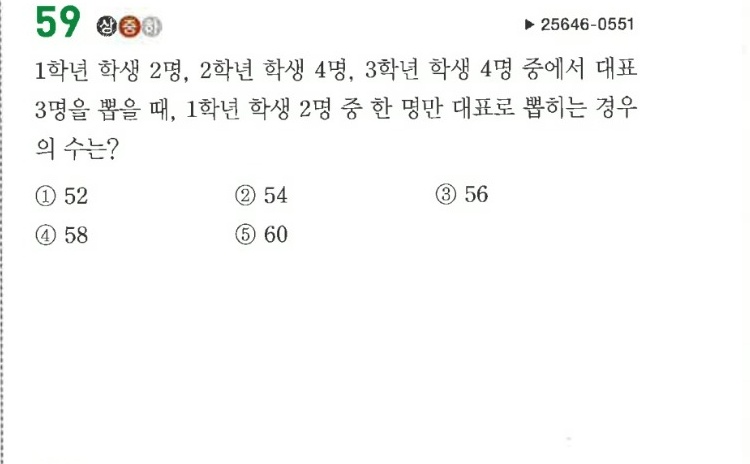 59 상 중 하 ▶ 25646-0551
1학년 학생 2명, 2학년 학생 4명, 3학년 학생 4명 중에서 대표
3명을 뽑을 때, 1학년 학생 2명 중 한 명만 대표로 뽑히는 경우
의 수는?
① 52 ② 54 ③ 56
④ 58 ⑤ 60